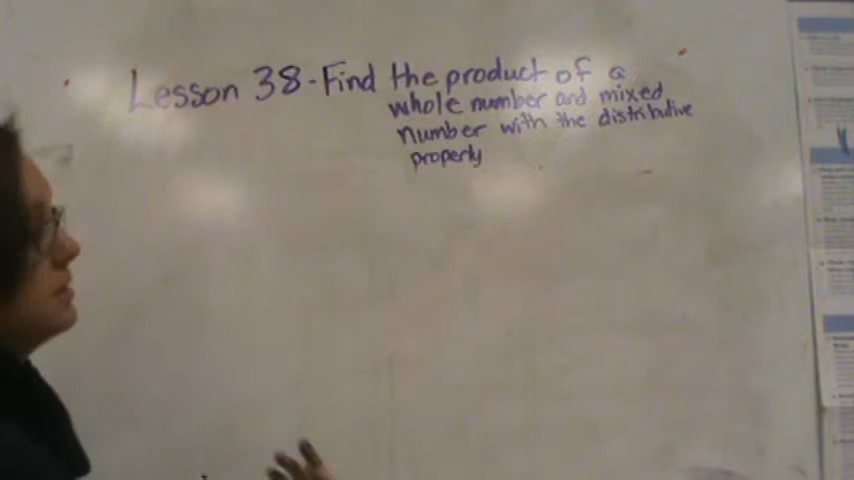 Lesson 38-Find the product of a
whole number and mixed
number with the distributive
property